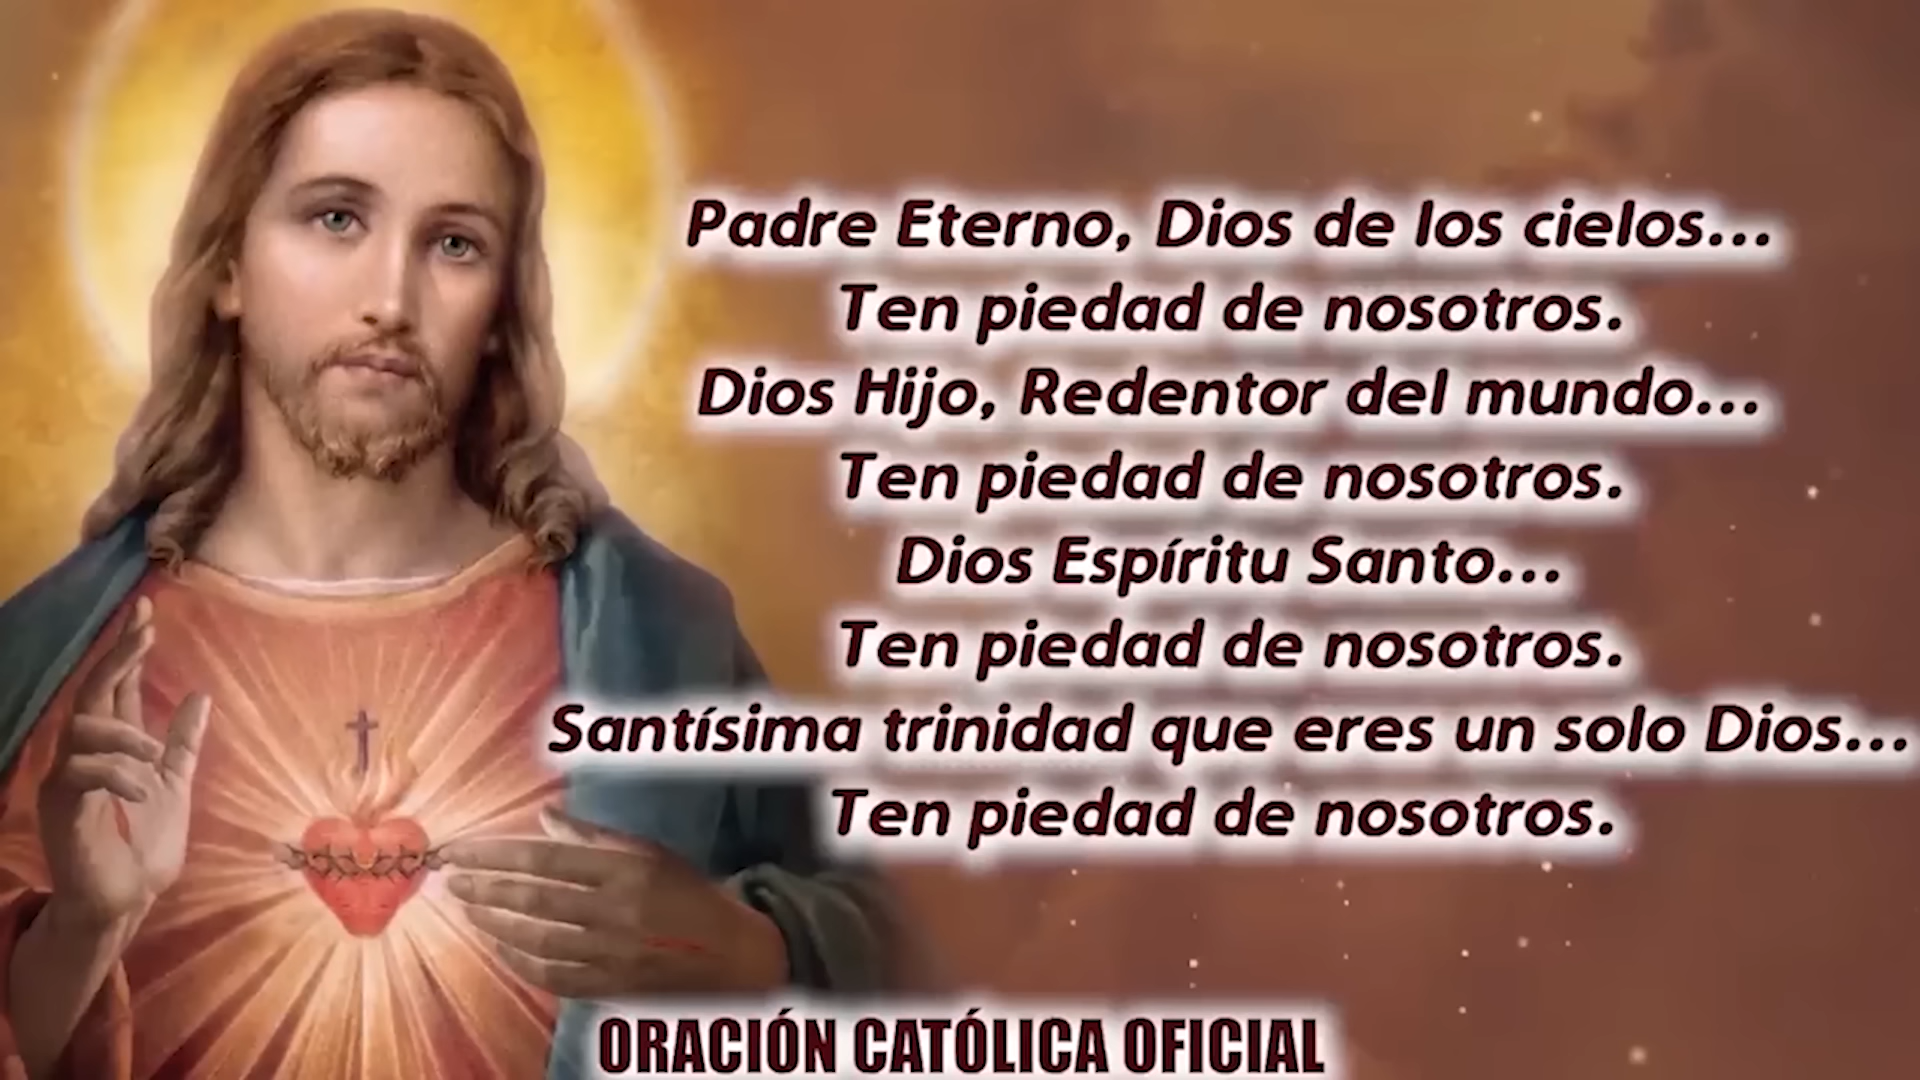 Padre Eterno, Dios de los cielos...
Ten piedad de nosotros.
Dios Hijo, Redentor del mundo...
Ten piedad de nosotros.
Dios Espíritu Santo...
Ten piedad de nosotros.
Santísima trinidad que eres un solo Dios...
Ten piedad de nosotros.
ORACIÓN CATÓLICA OFICIAL